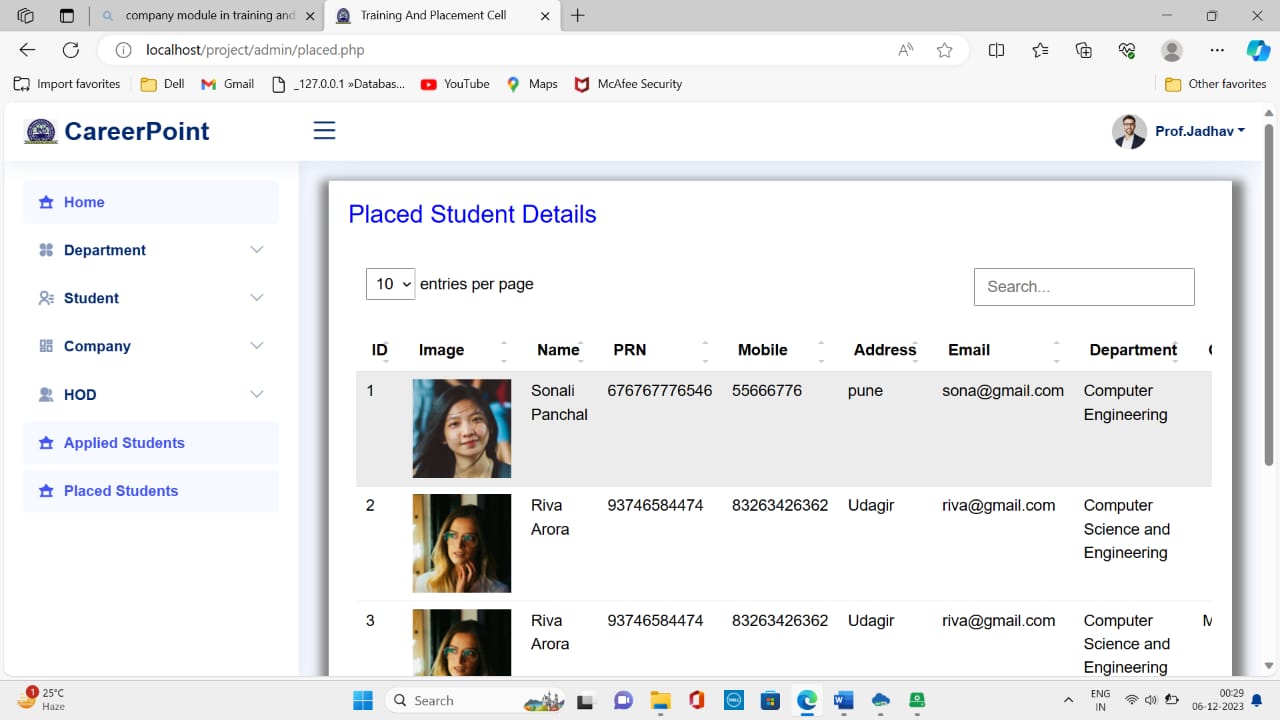 company module in training and
Training And Placement Cell
localhost/project/admin/placed.php
Import favorites
Dell
Gmail
_127.0.0.1 »Databas...
YouTube
Maps
McAfee Security
Other favorites
CareerPoint
Prof.Jadhav
Home
Department
Student
Company
HOD
Applied Students
Placed Students
Placed Student Details
10 entries per page
Search...
ID Image Name PRN Mobile Address Email Department
1 Sonali 676767776546 55666776 pune sona@gmail.com Computer
Panchal Engineering
2 Riva 93746584474 83263426362 Udagir riva@gmail.com Computer
Arora Science and
Engineering
3 Riva 93746584474 83263426362 Udagir riva@gmail.com Computer
Arora Science and
Engineering
1
25°C
Haze
Search
ENG
IN
00:29
06-12-2023